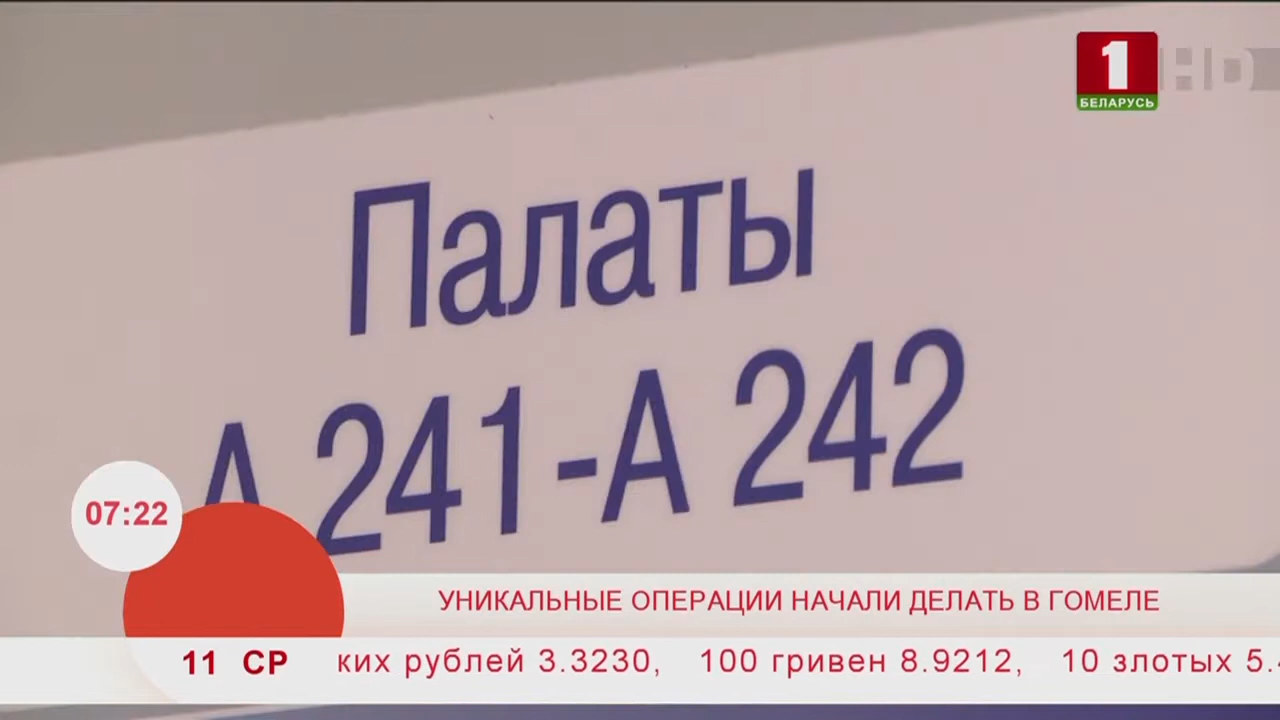 1 HD
БЕЛАРУСЬ
Палаты
А 241-А 242
07:22
УНИКАЛЬНЫЕ ОПЕРАЦИИ НАЧАЛИ ДЕЛАТЬ В ГОМЕЛЕ
11 СР ких рублей 3.3230, 100 гривен 8.9212, 10 злотых 5.